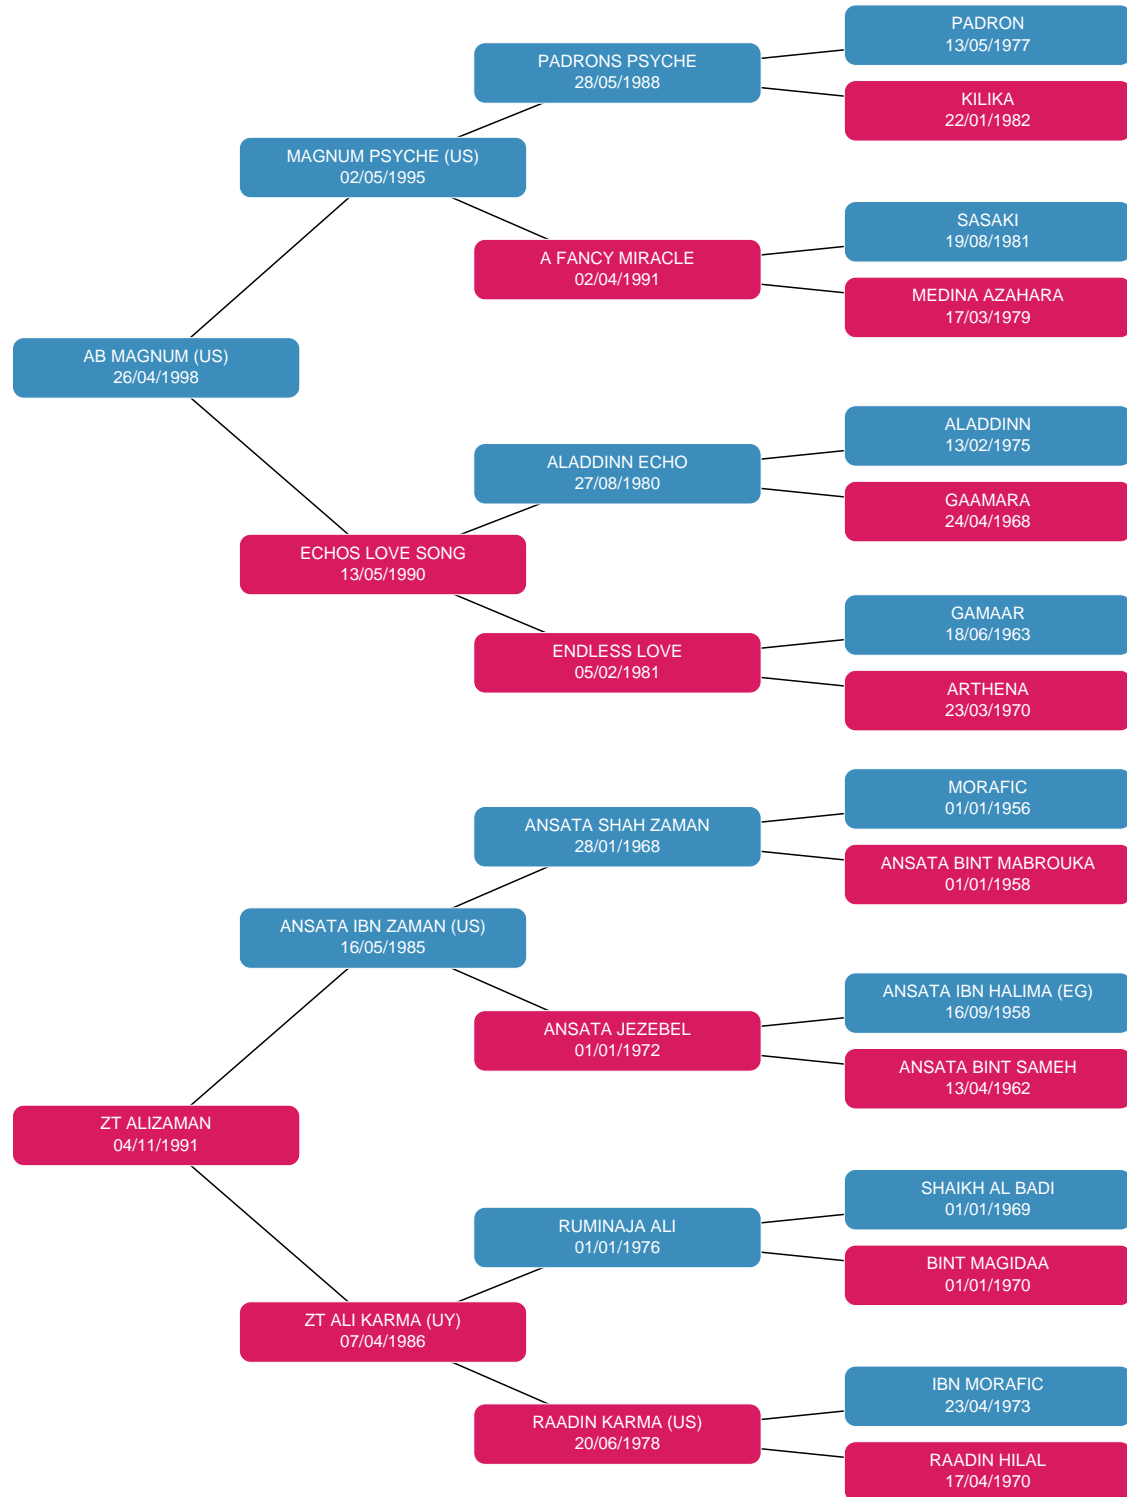 PADRON
13/05/1977
PADRONS PSYCHE
28/05/1988
KILIKA
22/01/1982
MAGNUM PSYCHE (US)
02/05/1995
SASAKI
19/08/1981
A FANCY MIRACLE
02/04/1991
MEDINA AZAHARA
17/03/1979
AB MAGNUM (US)
26/04/1998
ALADDINN
13/02/1975
ALADDINN ECHO
27/08/1980
GAAMARA
24/04/1968
ECHOS LOVE SONG
13/05/1990
GAMAAR
18/06/1963
ENDLESS LOVE
05/02/1981
ARTHENA
23/03/1970
MORAFIC
01/01/1956
ANSATA SHAH ZAMAN
28/01/1968
ANSATA BINT MABROUKA
01/01/1958
ANSATA IBN ZAMAN (US)
16/05/1985
ANSATA IBN HALIMA (EG)
16/09/1958
ANSATA JEZEBEL
01/01/1972
ANSATA BINT SAMEH
13/04/1962
ZT ALIZAMAN
04/11/1991
SHAIKH AL BADI
01/01/1969
RUMINAJA ALI
01/01/1976
BINT MAGIDAA
01/01/1970
ZT ALI KARMA (UY)
07/04/1986
IBN MORAFIC
23/04/1973
RAADIN KARMA (US)
20/06/1978
RAADIN HILAL
17/04/1970